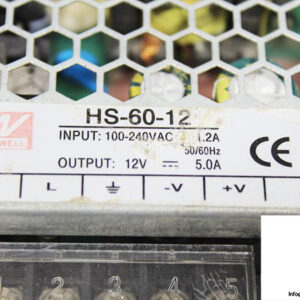 W
WELL
HS-60-12
INPUT: 100-240VAC 1.2A
50/60Hz
OUTPUT: 12V ⎓ 5.0A
CE
L -V +V
2 3 4 5